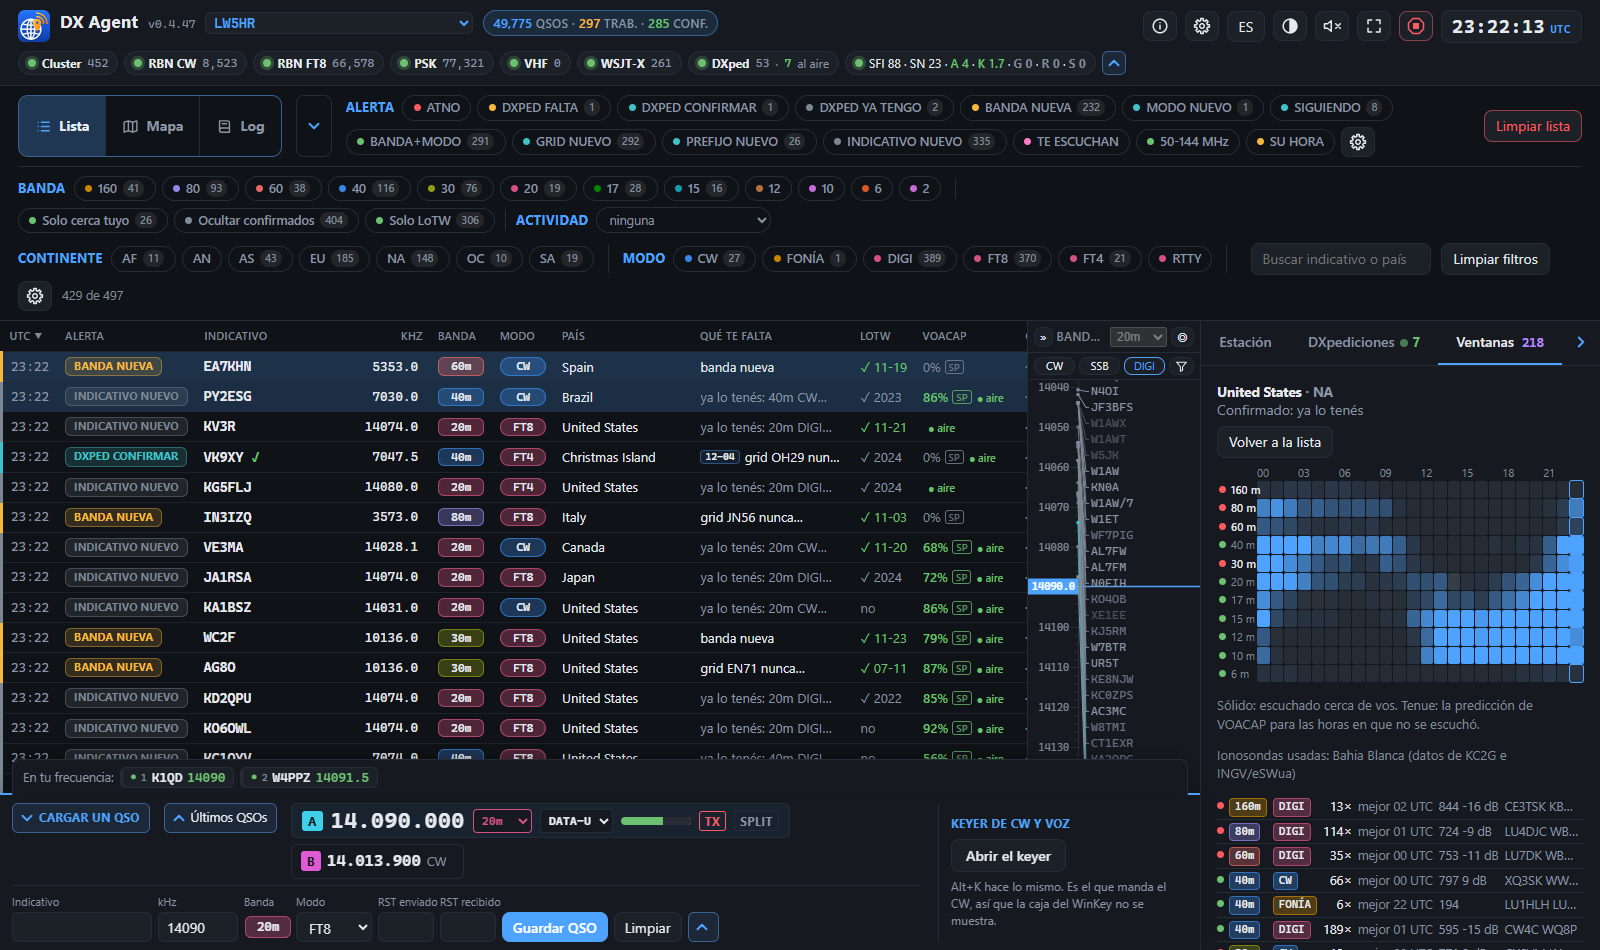 DX Agent v0.4.47 LW5HR 49,775 QSOS · 297 TRAB. · 285 CONF. ES 23:22:13 UTC
Cluster 452 RBN CW 8,523 RBN FT8 66,578 PSK 77,321 VHF 0 WSJT-X 261 DXped 53 · 7 al aire SFI 88 · SN 23 · A 4 · K 1.7 · G 0 · R 0 · S 0
Lista Mapa Log
ALERTA ATNO DXPED FALTA 1 DXPED CONFIRMAR 1 DXPED YA TENGO 2 BANDA NUEVA 232 MODO NUEVO 1 SIGUIENDO 8
BANDA+MODO 291 GRID NUEVO 292 PREFIJO NUEVO 26 INDICATIVO NUEVO 335 TE ESCUCHAN 50-144 MHz SU HORA
Limpiar lista
BANDA 160 41 80 93 60 38 40 116 30 76 20 19 17 28 15 16 12 10 6 2
Solo cerca tuyo 26 Ocultar confirmados 404 Solo LoTW 306 ACTIVIDAD ninguna
CONTINENTE AF 11 AN AS 43 EU 185 NA 148 OC 10 SA 19 MODO CW 27 FONÍA 1 DIGI 389 FT8 370 FT4 21 RTTY Buscar indicativo o país Limpiar filtros
429 de 497
UTC ▼ ALERTA INDICATIVO KHZ BANDA MODO PAÍS QUÉ TE FALTA LOTW VOACAP
23:22 BANDA NUEVA EA7KHN 5353.0 60m CW Spain banda nueva ✓ 11-19 0% SP
23:22 INDICATIVO NUEVO PY2ESG 7030.0 40m CW Brazil ya lo tenés: 40m CW... ✓ 2023 86% SP aire
23:22 INDICATIVO NUEVO KV3R 14074.0 20m FT8 United States ya lo tenés: 20m DIGI... ✓ 11-21 aire
23:22 DXPED CONFIRMAR VK9XY ✓ 7047.5 40m FT4 Christmas Island 12-04 grid OH29 nun... ✓ 2024 0% SP aire
23:22 INDICATIVO NUEVO KG5FLJ 14080.0 20m FT4 United States ya lo tenés: 20m DIGI... ✓ 2024 aire
23:22 BANDA NUEVA IN3IZQ 3573.0 80m FT8 Italy grid JN56 nunca... ✓ 11-03 0% SP
23:22 INDICATIVO NUEVO VE3MA 14028.1 20m CW Canada ya lo tenés: 20m CW... ✓ 11-20 68% SP aire
23:22 INDICATIVO NUEVO JA1RSA 14074.0 20m FT8 Japan ya lo tenés: 20m DIGI... ✓ 2024 72% SP aire
23:22 INDICATIVO NUEVO KA1BSZ 14031.0 20m CW United States ya lo tenés: 20m CW... no 86% SP aire
23:22 BANDA NUEVA WC2F 10136.0 30m FT8 United States banda nueva ✓ 11-23 79% SP aire
23:22 BANDA NUEVA AG8O 10136.0 30m FT8 United States grid EN71 nunca... ✓ 07-11 87% SP aire
23:22 INDICATIVO NUEVO KD2QPU 14074.0 20m FT8 United States ya lo tenés: 20m DIGI... ✓ 2022 85% SP aire
23:22 INDICATIVO NUEVO KO6OWL 14074.0 20m FT8 United States ya lo tenés: 20m DIGI... no 92% SP aire
» BAND... 20m
CW SSB DIGI
14040 N4OI
JF3BFS
14050 W1AWX
W1AWT
W5JK
14060 W1AW
KN0A
W1AW/7
14070 W1ET
WF7PIG
14080 AL7FW
AL7FM
14090.0
KO4OB
XE1EE
14100 KJ5RM
W7BTR
14110 UR5T
KE8NJW
KC0ZPS
14120 AC3MC
W8TMI
14130 CT1EXR
Estación DXpediciones 7 Ventanas 218
United States · NA
Confirmado: ya lo tenés
Volver a la lista
00 03 06 09 12 15 18 21
160 m
80 m
60 m
40 m
30 m
20 m
17 m
15 m
12 m
10 m
6 m
Sólido: escuchado cerca de vos. Tenue: la predicción de
VOACAP para las horas en que no se escuchó.
Ionosondas usadas: Bahia Blanca (datos de KC2G e
INGV/eSWua)
160m DIGI 13× mejor 02 UTC 844 -16 dB CE3TSK KB...
80m DIGI 114× mejor 01 UTC 724 -9 dB LU4DJC WB...
60m DIGI 35× mejor 00 UTC 753 -11 dB LU7DK WB...
40m CW 66× mejor 00 UTC 797 9 dB XQ3SK WW...
40m FONÍA 6× mejor 22 UTC 194 LU1HLH LU...
40m DIGI 189× mejor 01 UTC 595 -15 dB CW4C WQ8P
En tu frecuencia: 1 K1QD 14090 2 W4PPZ 14091.5
CARGAR UN QSO Últimos QSOs A 14.090.000 20m DATA-U TX SPLIT
B 14.013.900 CW
KEYER DE CW Y VOZ
Abrir el keyer
Alt+K hace lo mismo. Es el que manda el
CW, así que la caja del WinKey no se
muestra.
Indicativo kHz Banda Modo RST enviado RST recibido
14090 20m FT8 Guardar QSO Limpiar